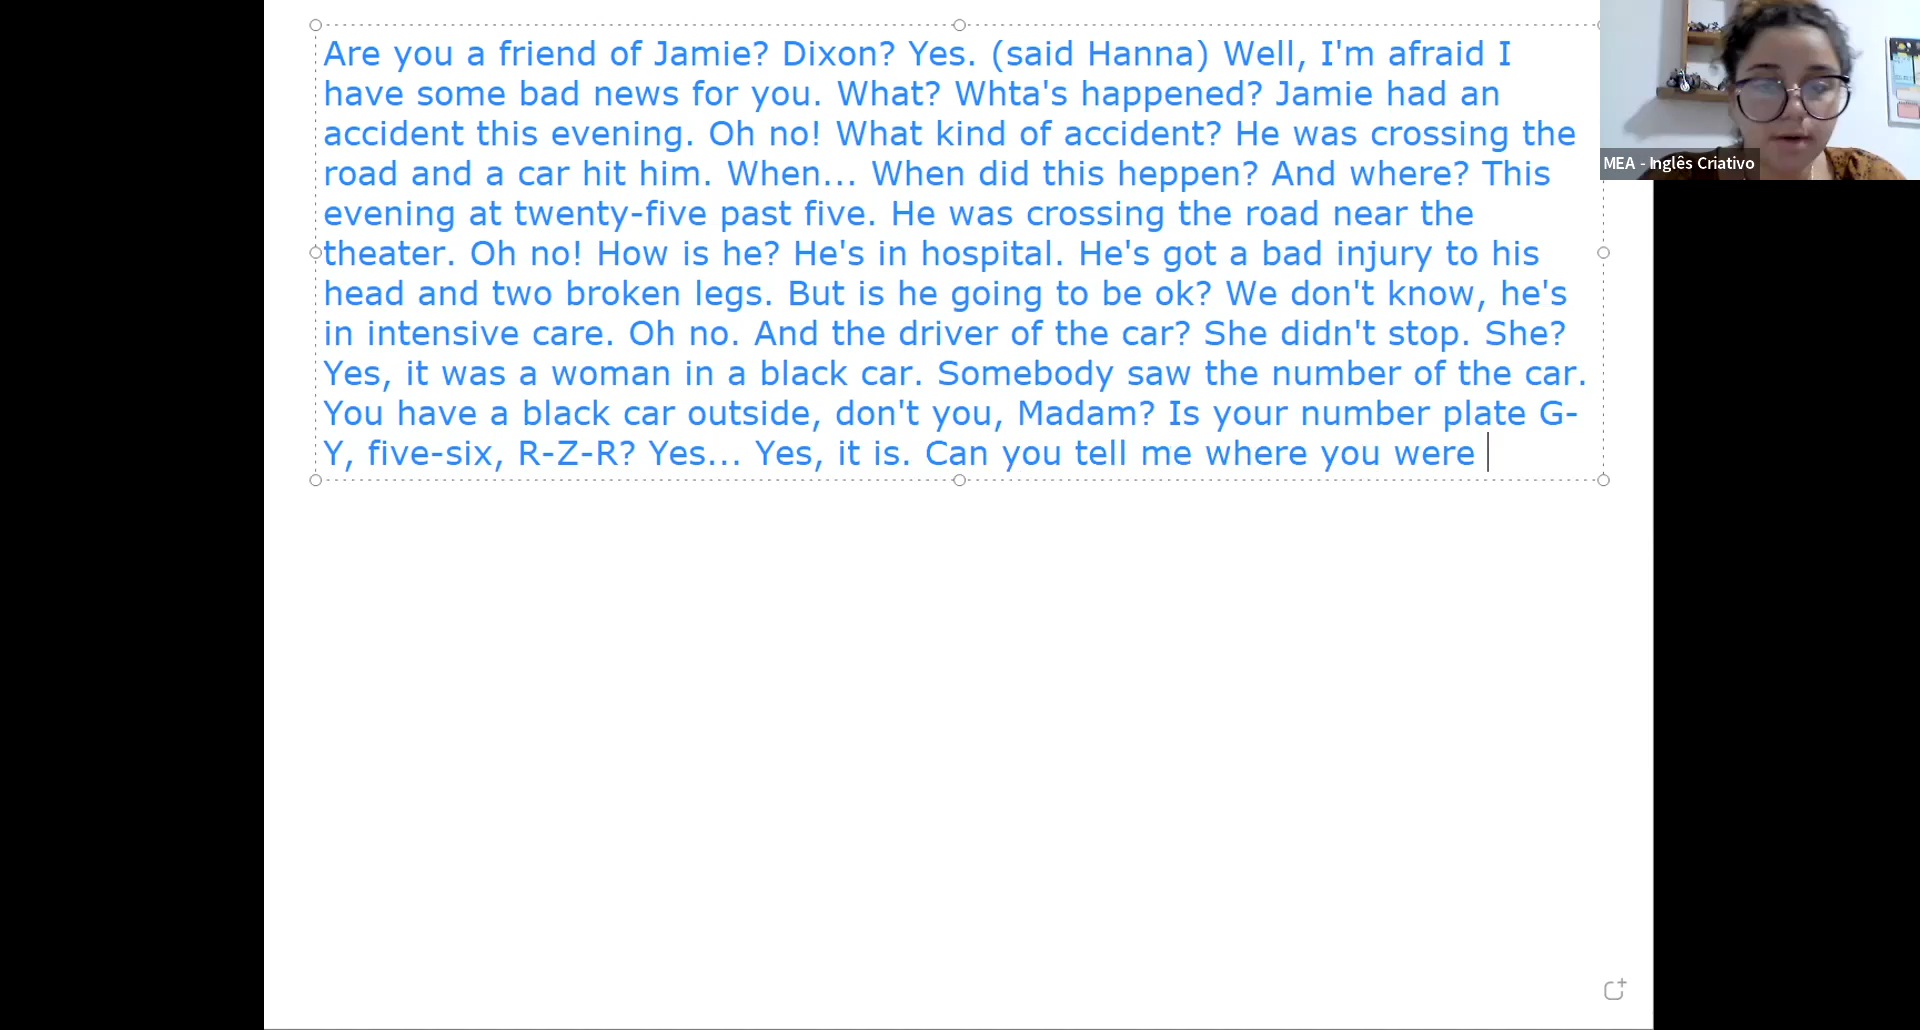 Are you a friend of Jamie? Dixon? Yes. (said Hanna) Well, I'm afraid I
have some bad news for you. What? Whta's happened? Jamie had an
accident this evening. Oh no! What kind of accident? He was crossing the
road and a car hit him. When... When did this heppen? And where? This
evening at twenty-five past five. He was crossing the road near the
theater. Oh no! How is he? He's in hospital. He's got a bad injury to his
head and two broken legs. But is he going to be ok? We don't know, he's
in intensive care. Oh no. And the driver of the car? She didn't stop. She?
Yes, it was a woman in a black car. Somebody saw the number of the car.
You have a black car outside, don't you, Madam? Is your number plate G-
Y, five-six, R-Z-R? Yes... Yes, it is. Can you tell me where you were
MEA - Inglês Criativo